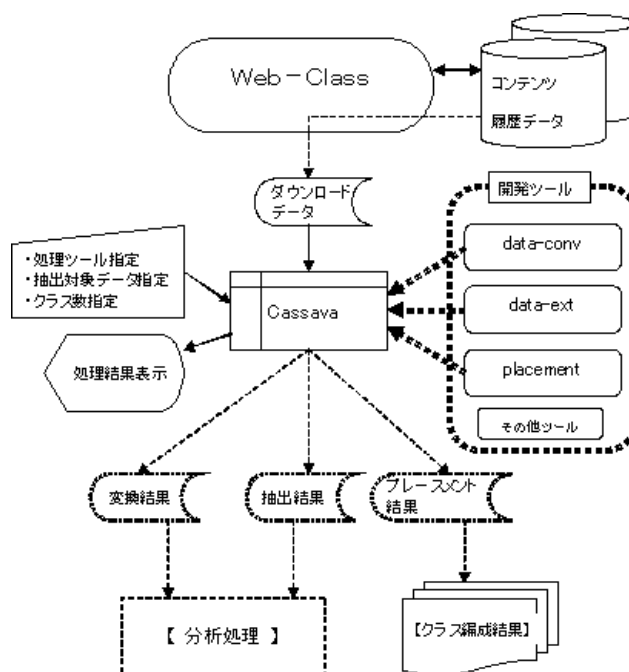 Web－Class
コンテンツ
履歴データ
ダウンロード
データ
開発ツール
data-conv
data-ext
placement
その他ツール
・処理ツール指定
・抽出対象データ指定
・クラス数指定
Cassava
処理結果表示
変換結果
抽出結果
プレースメント
結果
【 分析処理 】
【クラス編成結果】